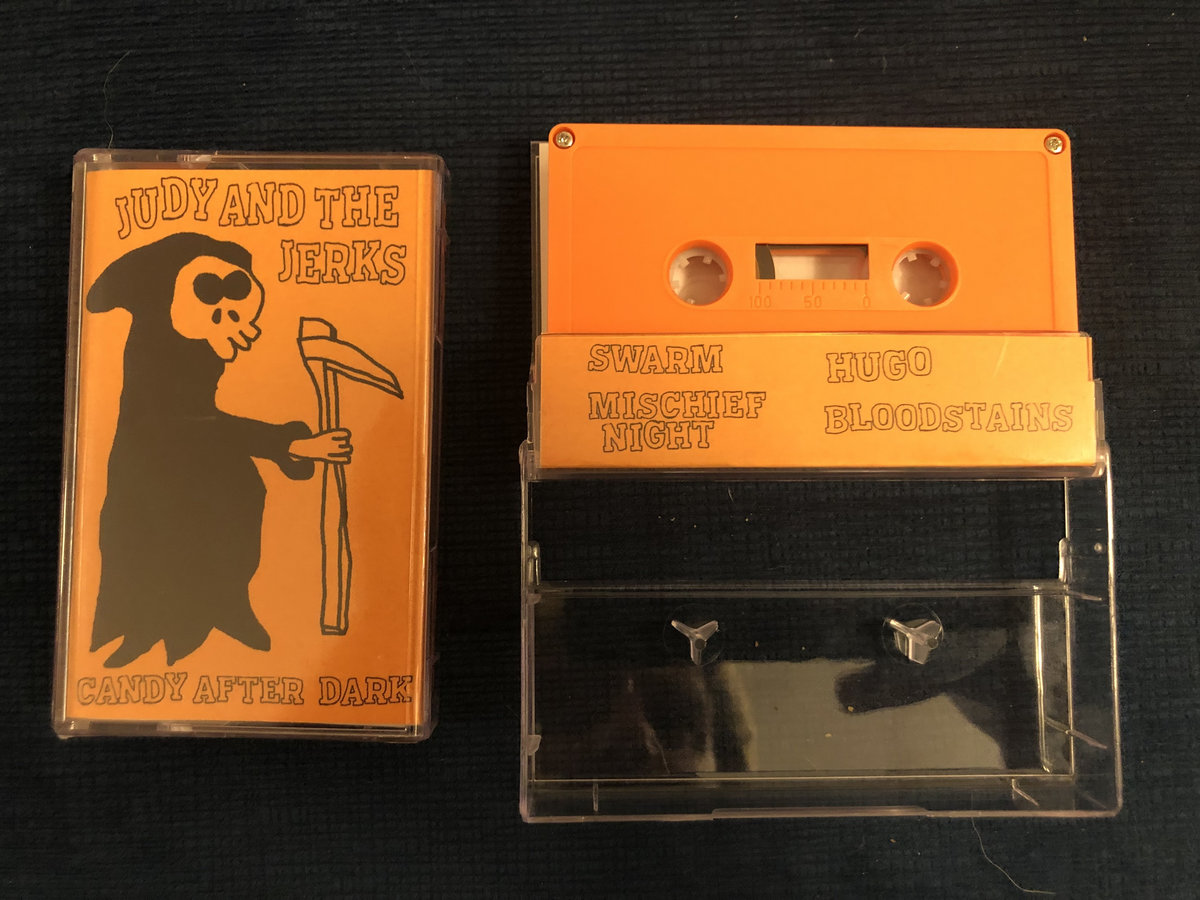 JUDY AND THE
JERKS
CANDY AFTER DARK
100 50 0
SWARM
MISCHIEF
NIGHT
HUGO
BLOODSTAINS